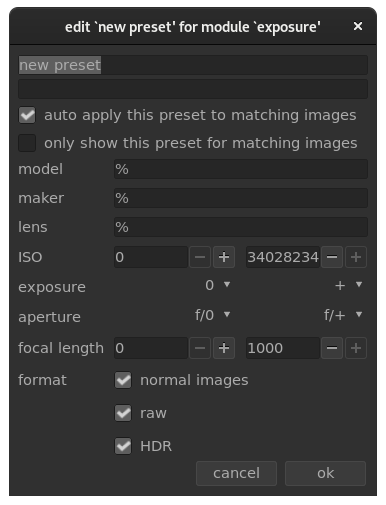 edit `new preset' for module `exposure'
new preset
auto apply this preset to matching images
only show this preset for matching images
model %
maker %
lens %
ISO 0 34028234
exposure 0 +
aperture f/0 f/+
focal length 0 1000
format normal images
raw
HDR
cancel ok